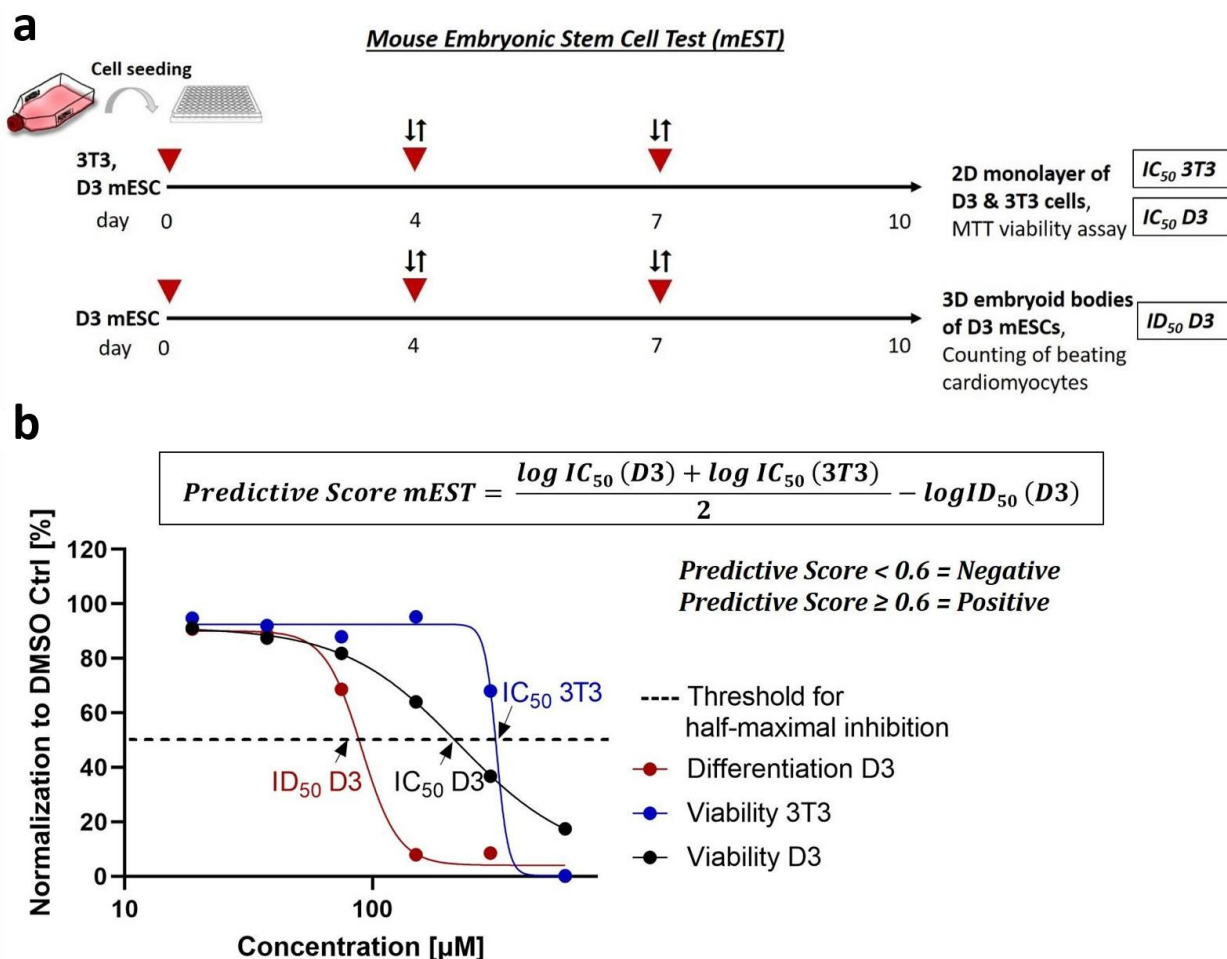 a
Mouse Embryonic Stem Cell Test (mEST)
Cell seeding
3T3,
D3 mESC
day 0 4 7 10
2D monolayer of
D3 & 3T3 cells,
MTT viability assay
IC50 3T3
IC50 D3
D3 mESC
day 0 4 7 10
3D embryoid bodies
of D3 mESCs,
Counting of beating
cardiomyocytes
ID50 D3
b
Predictive Score mEST = log IC50 (D3) + log IC50 (3T3) / 2 − logID50 (D3)
Predictive Score < 0.6 = Negative
Predictive Score ≥ 0.6 = Positive
Normalization to DMSO Ctrl [%]
120
100
80
60
40
20
0
10 100
Concentration [µM]
IC50 3T3
ID50 D3
IC50 D3
Threshold for
half-maximal inhibition
Differentiation D3
Viability 3T3
Viability D3